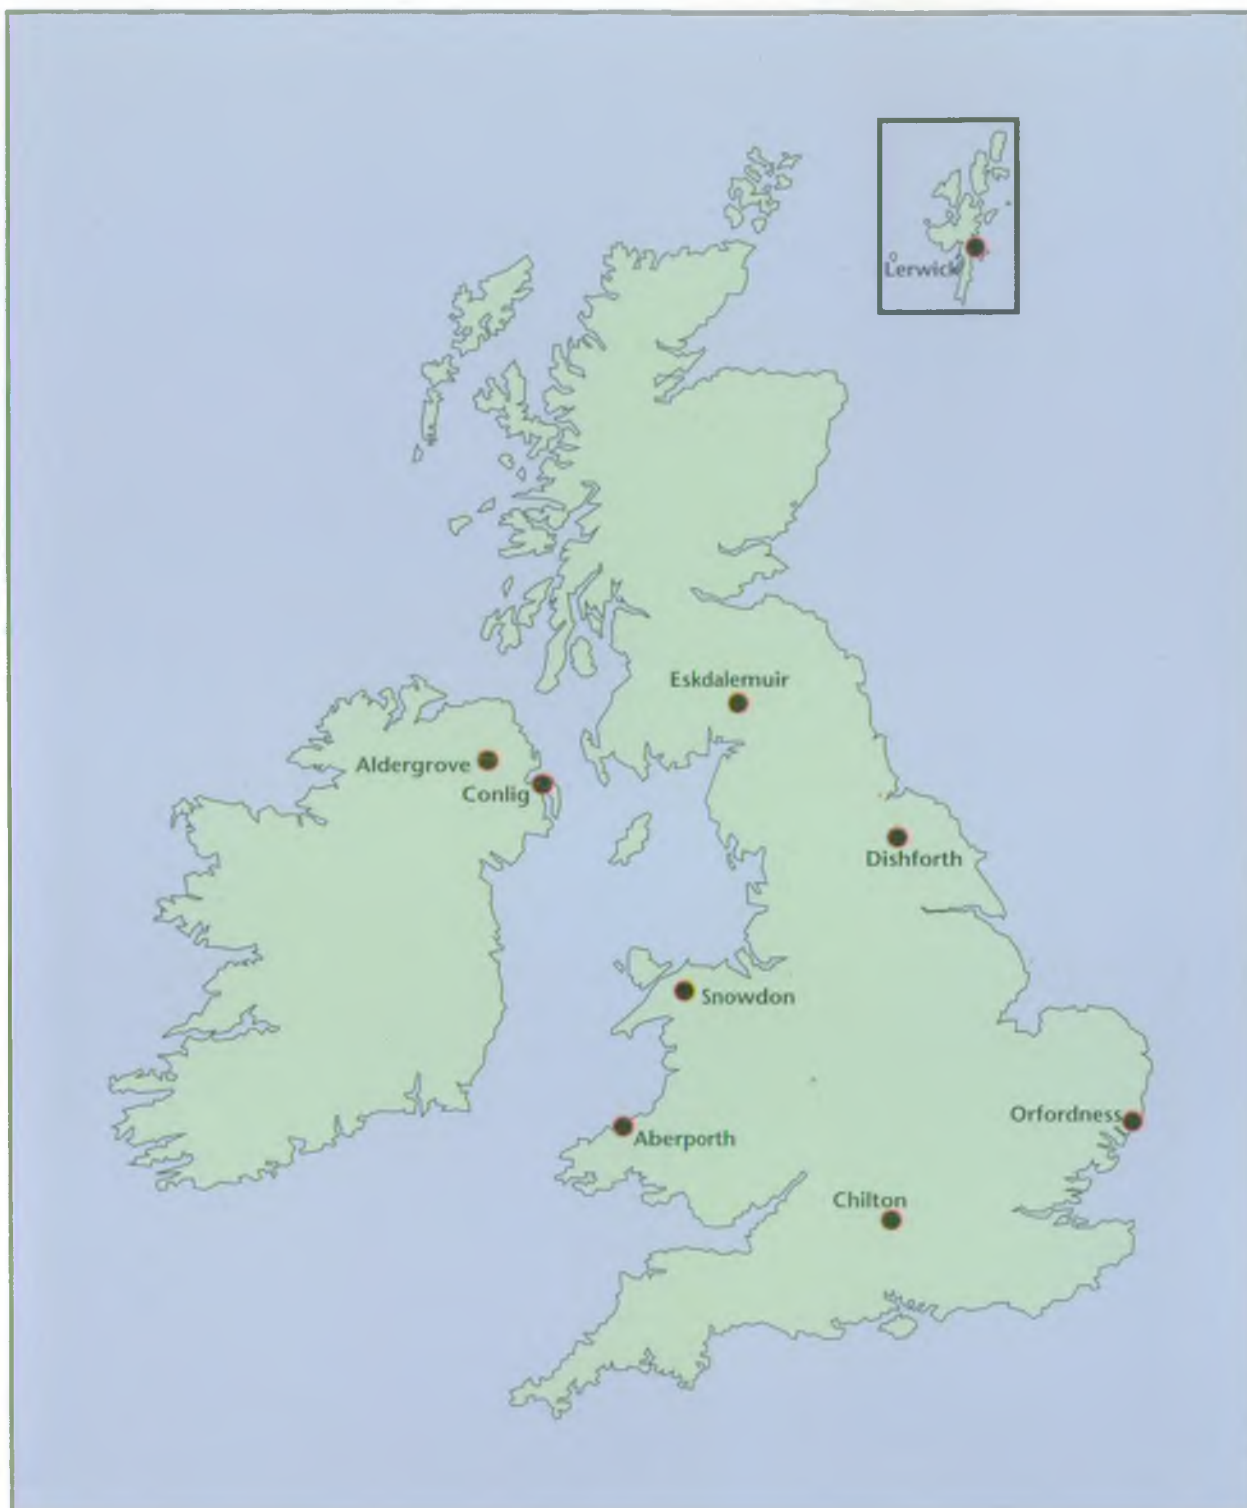 Lerwick
Eskdalemuir
Aldergrove
Conlig
Dishforth
Snowdon
Orfordness
Aberporth
Chilton